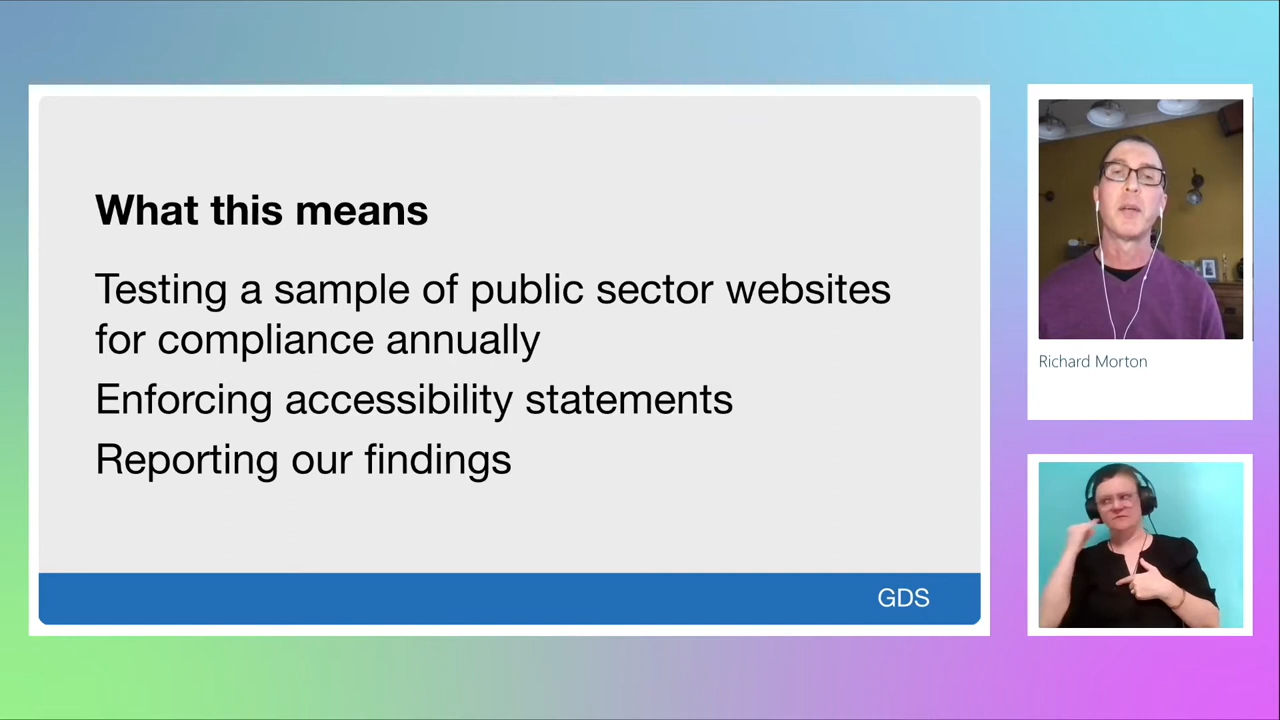 What this means
Testing a sample of public sector websites
for compliance annually
Enforcing accessibility statements
Reporting our findings
GDS
Richard Morton